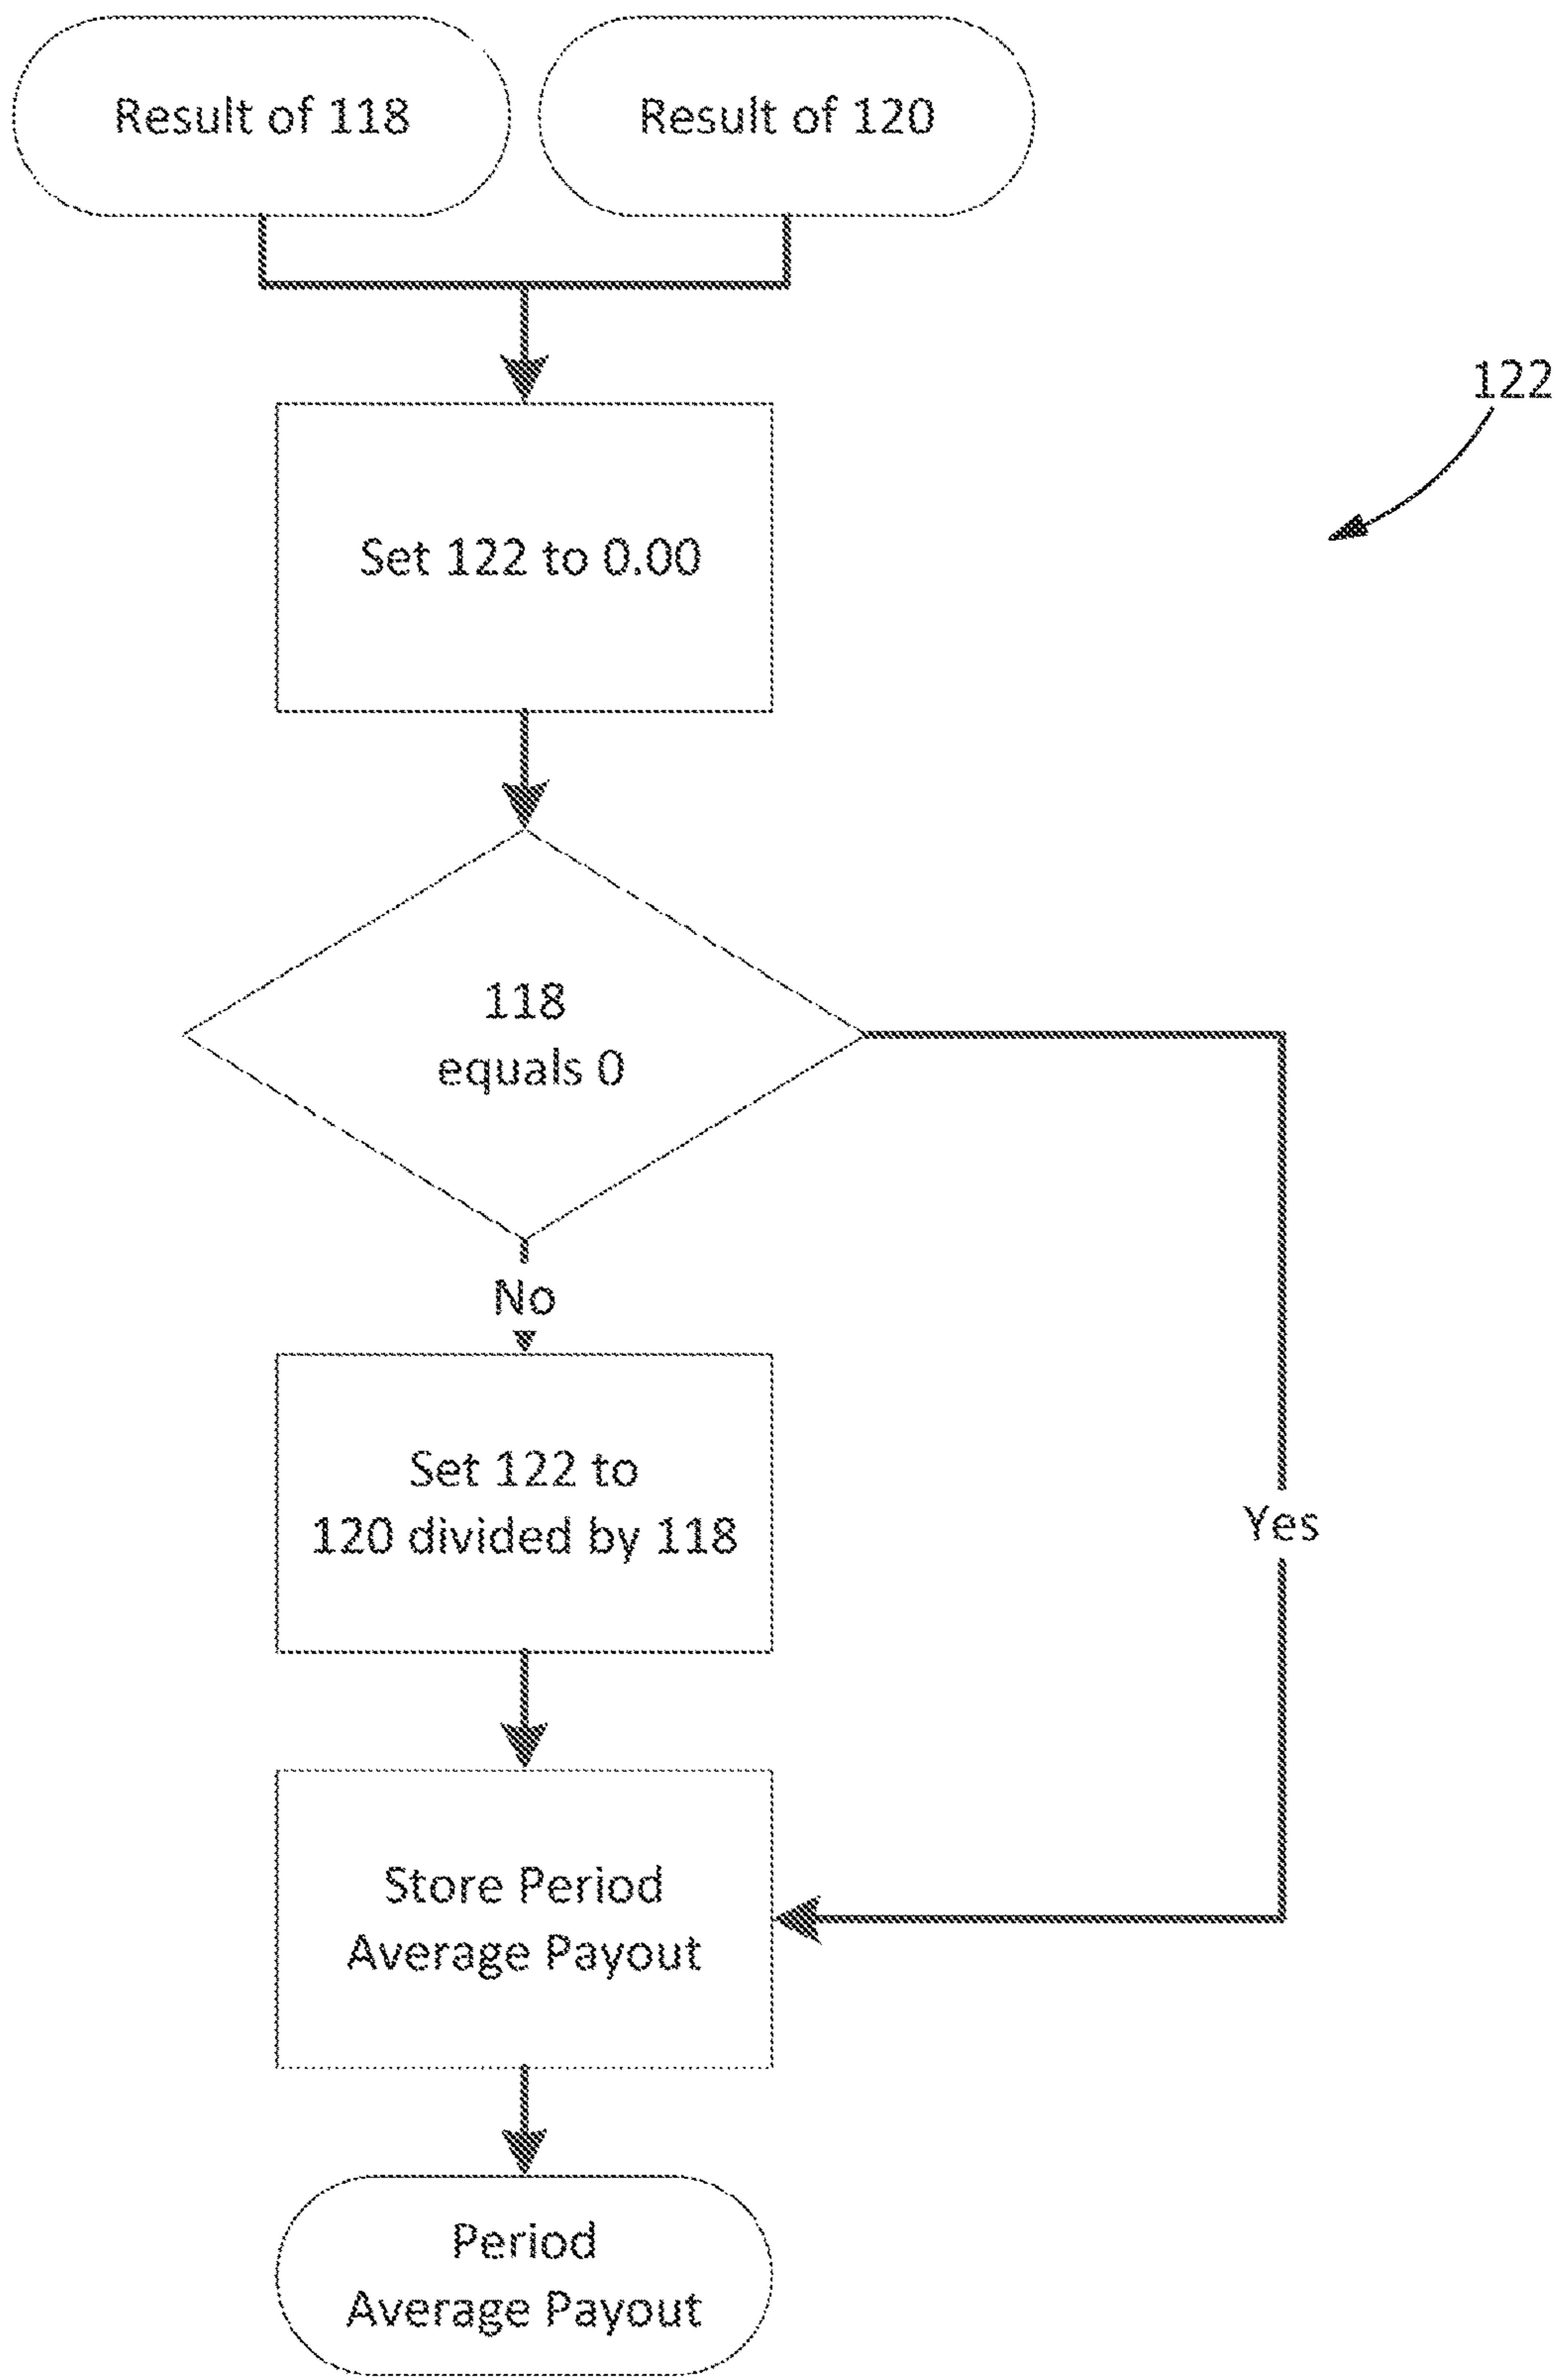 Result of 118
Result of 120
122
Set 122 to 0.00
118
equals 0
No
Set 122 to
120 divided by 118
Yes
Store Period
Average Payout
Period
Average Payout